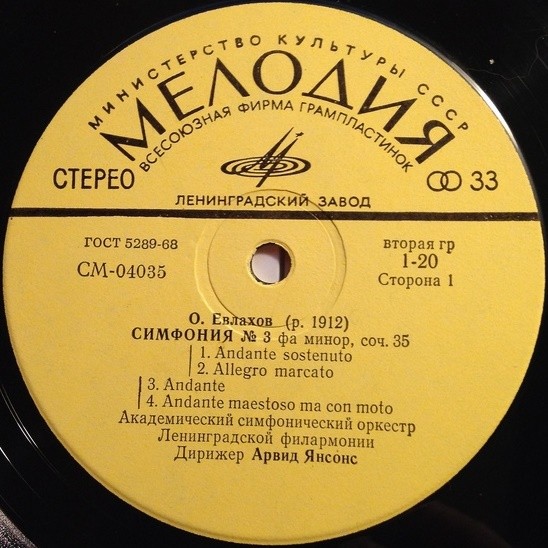 МИНИСТЕРСТВО КУЛЬТУРЫ СССР
МЕЛОДИЯ
ВСЕСОЮЗНАЯ ФИРМА ГРАМПЛАСТИНОК
СТЕРЕО
33
ЛЕНИНГРАДСКИЙ ЗАВОД
ГОСТ 5289-68
СМ-04035
вторая гр
1-20
Сторона 1
О. Евлахов (р. 1912)
СИМФОНИЯ № 3 фа минор, соч. 35
1. Andante sostenuto
2. Allegro marcato
3. Andante
4. Andante maestoso ma con moto
Академический симфонический оркестр
Ленинградской филармонии
Дирижер Арвид Янсонс